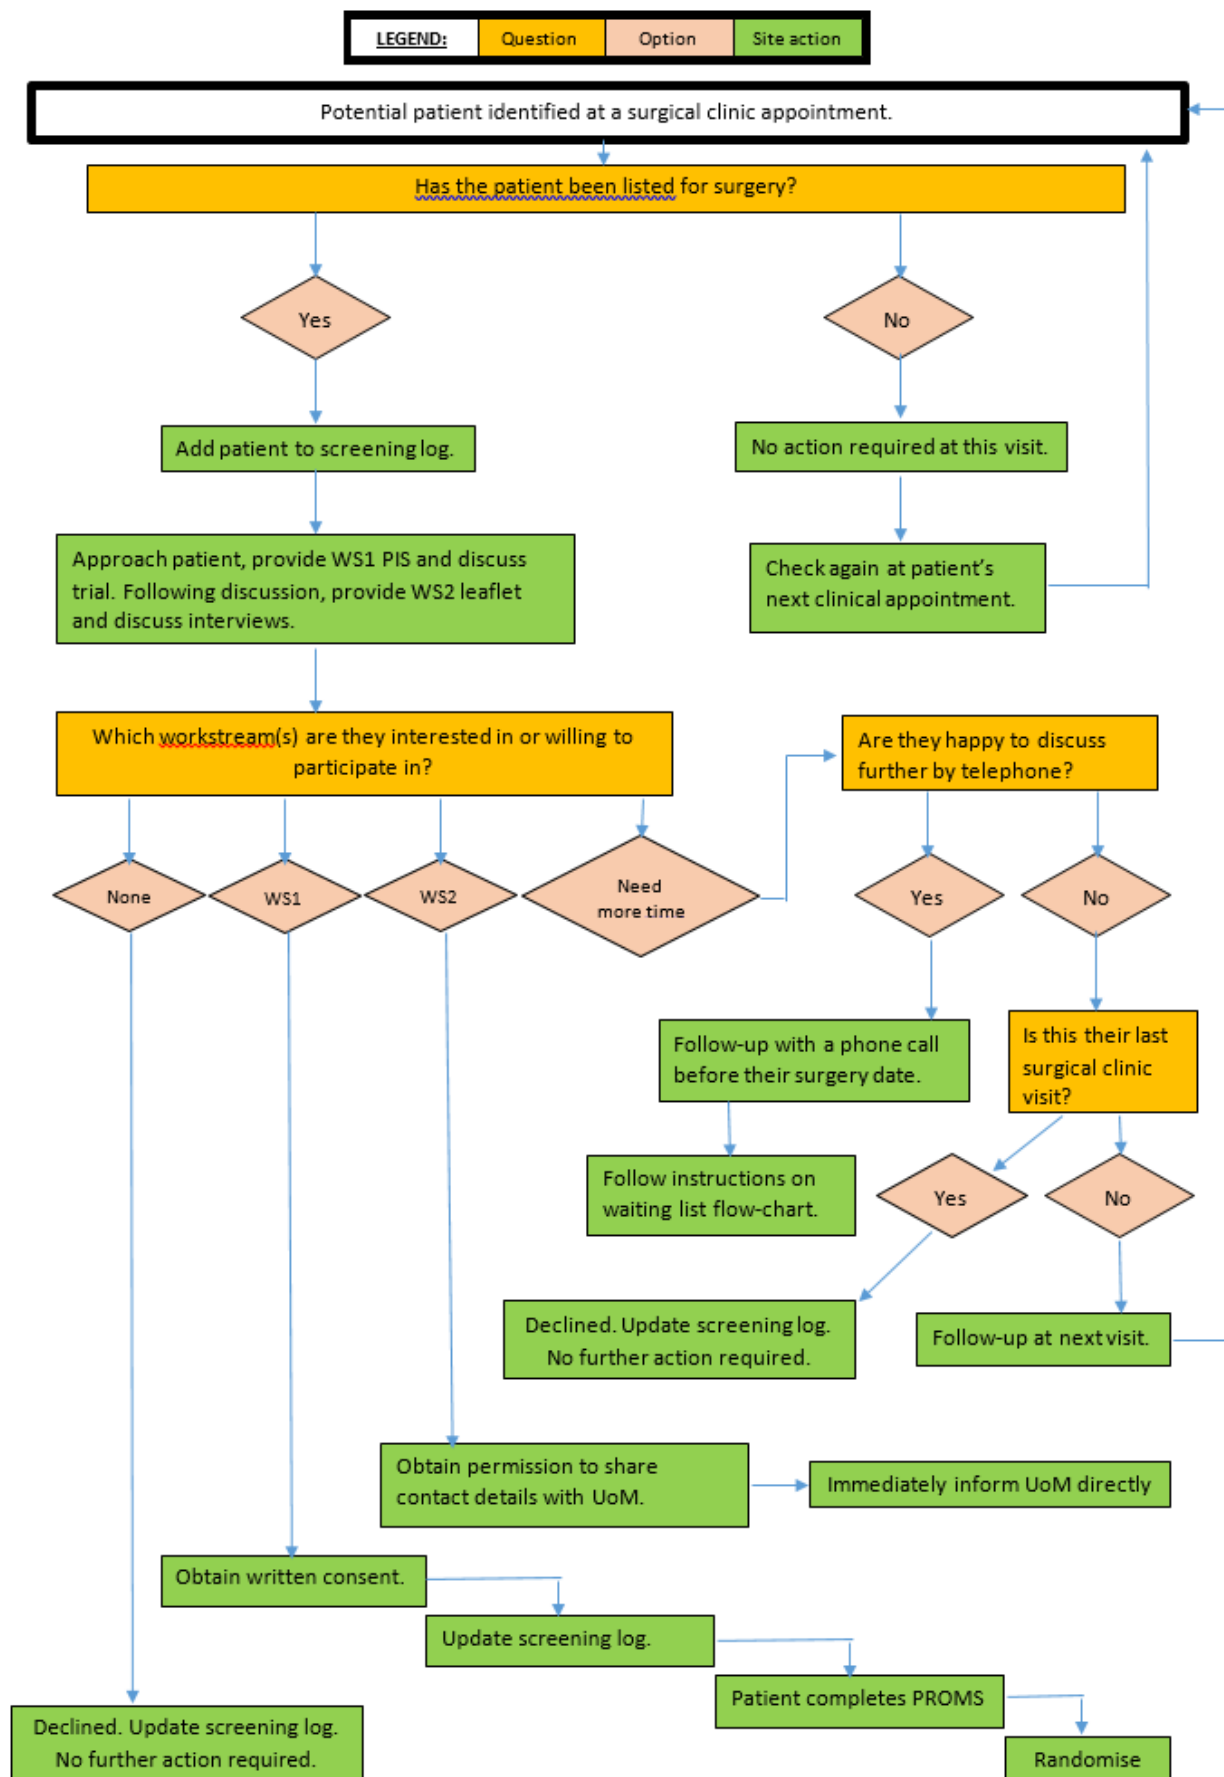 LEGEND: Question Option Site action
Potential patient identified at a surgical clinic appointment.
Has the patient been listed for surgery?
Yes
No
Add patient to screening log.
No action required at this visit.
Approach patient, provide WS1 PIS and discuss
trial. Following discussion, provide WS2 leaflet
and discuss interviews.
Check again at patient's
next clinical appointment.
Which workstream(s) are they interested in or willing to
participate in?
Are they happy to discuss
further by telephone?
None
WS1
WS2
Need
more time
Yes
No
Follow-up with a phone call
before their surgery date.
Is this their last
surgical clinic
visit?
Follow instructions on
waiting list flow-chart.
Yes
No
Declined. Update screening log.
No further action required.
Follow-up at next visit.
Obtain permission to share
contact details with UoM.
Immediately inform UoM directly
Obtain written consent.
Update screening log.
Patient completes PROMS
Declined. Update screening log.
No further action required.
Randomise